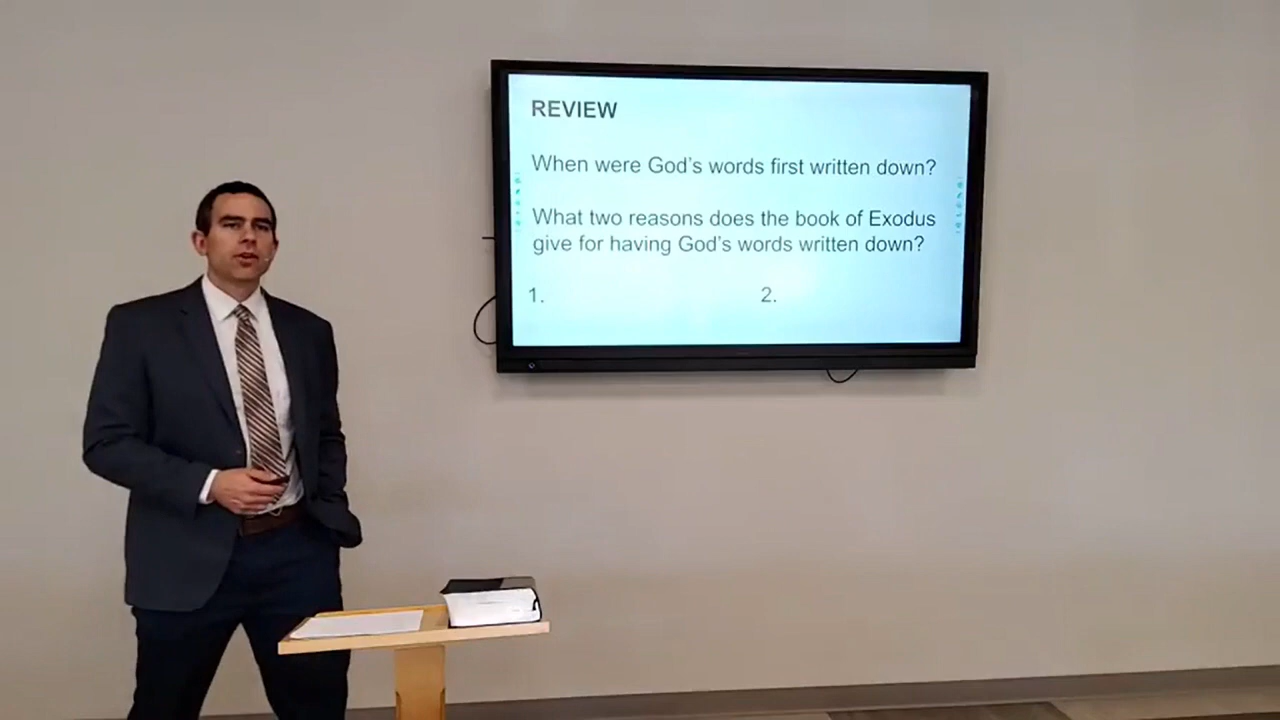 REVIEW
When were God's words first written down?
What two reasons does the book of Exodus
give for having God's words written down?
1. 2.